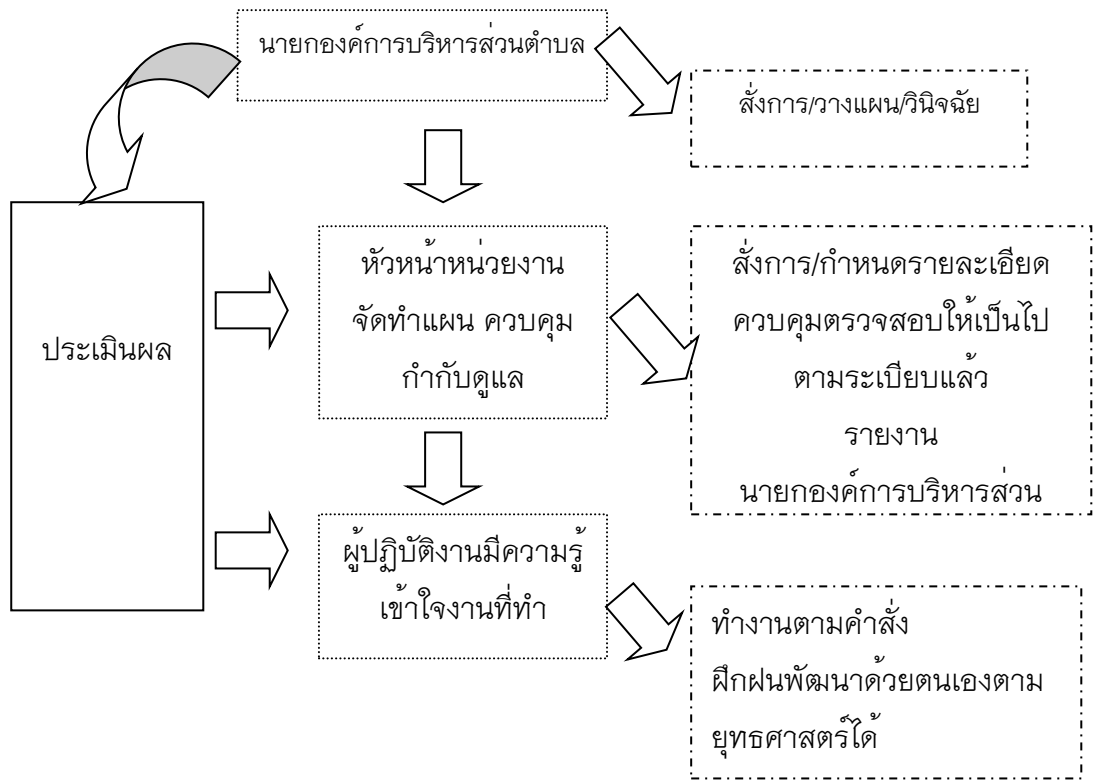 นายกองค์การบริหารส่วนตำบล
สั่งการ/วางแผน/วินิจฉัย
ประเมินผล
หัวหน้าหน่วยงาน
จัดทำแผน ควบคุม
กำกับดูแล
สั่งการ/กำหนดรายละเอียด
ควบคุมตรวจสอบให้เป็นไป
ตามระเบียบแล้ว
รายงาน
นายกองค์การบริหารส่วน
ผู้ปฏิบัติงานมีความรู้
เข้าใจงานที่ทำ
ทำงานตามคำสั่ง
ฝึกฝนพัฒนาด้วยตนเองตาม
ยุทธศาสตร์ได้